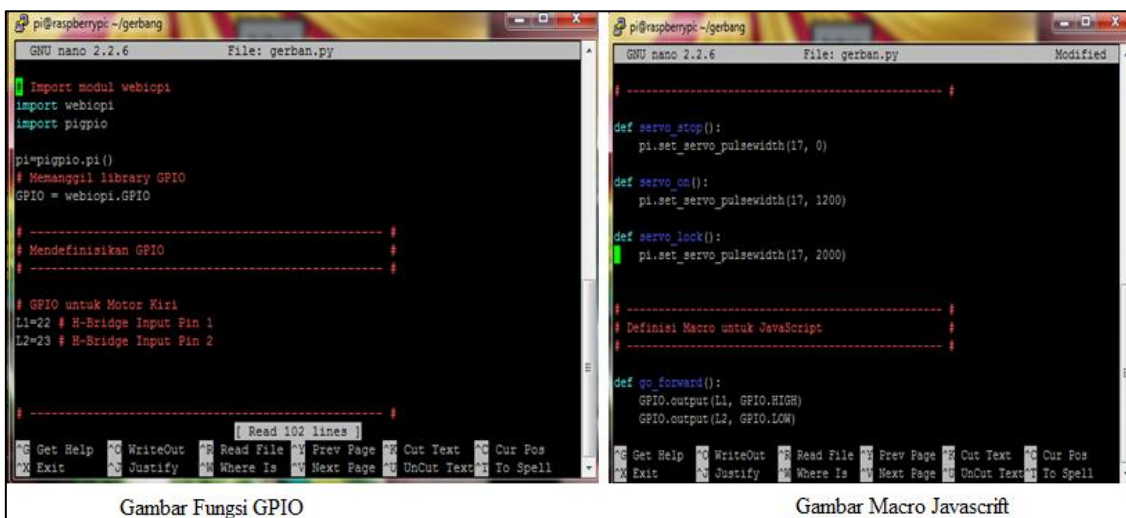 pi@raspberrypi: ~/gerbang
GNU nano 2.2.6 File: gerban.py
# Import modul webiopi
import webiopi
import pigpio
pi=pigpio.pi()
# Memanggil library GPIO
GPIO = webiopi.GPIO
# ------------------------------------------------ #
# Mendefinisikan GPIO #
# ------------------------------------------------ #
# GPIO untuk Motor Kiri
L1=22 # H-Bridge Input Pin 1
L2=23 # H-Bridge Input Pin 2
# ------------------------------------------------ #
[ Read 102 lines ]
^G Get Help ^O WriteOut ^R Read File ^Y Prev Page ^K Cut Text ^C Cur Pos
^X Exit ^J Justify ^W Where Is ^V Next Page ^U UnCut Text ^T To Spell
Gambar Fungsi GPIO
pi@raspberrypi: ~/gerbang
GNU nano 2.2.6 File: gerban.py Modified
# ------------------------------------------------ #
def servo_stop():
pi.set_servo_pulsewidth(17, 0)
def servo_on():
pi.set_servo_pulsewidth(17, 1200)
def servo_lock():
pi.set_servo_pulsewidth(17, 2000)
# ------------------------------------------------ #
# Definisi Macro untuk JavaScript #
# ------------------------------------------------ #
def go_forward():
GPIO.output(L1, GPIO.HIGH)
GPIO.output(L2, GPIO.LOW)
^G Get Help ^O WriteOut ^R Read File ^Y Prev Page ^K Cut Text ^C Cur Pos
^X Exit ^J Justify ^W Where Is ^V Next Page ^U UnCut Text ^T To Spell
Gambar Macro Javascrift